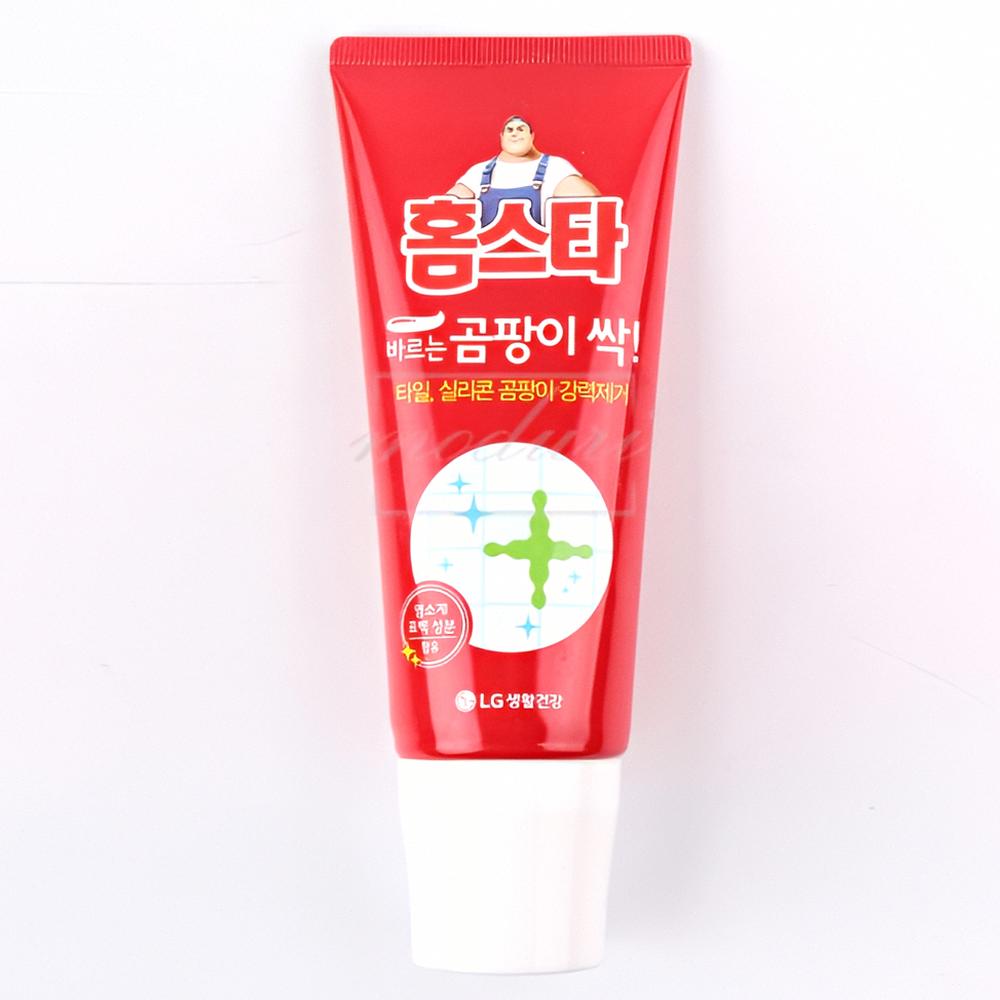 홈스타
바르는 곰팡이 싹!
타일, 실리콘 곰팡이 강력제거
moduri
염소계
표백 성분
함유
LG생활건강